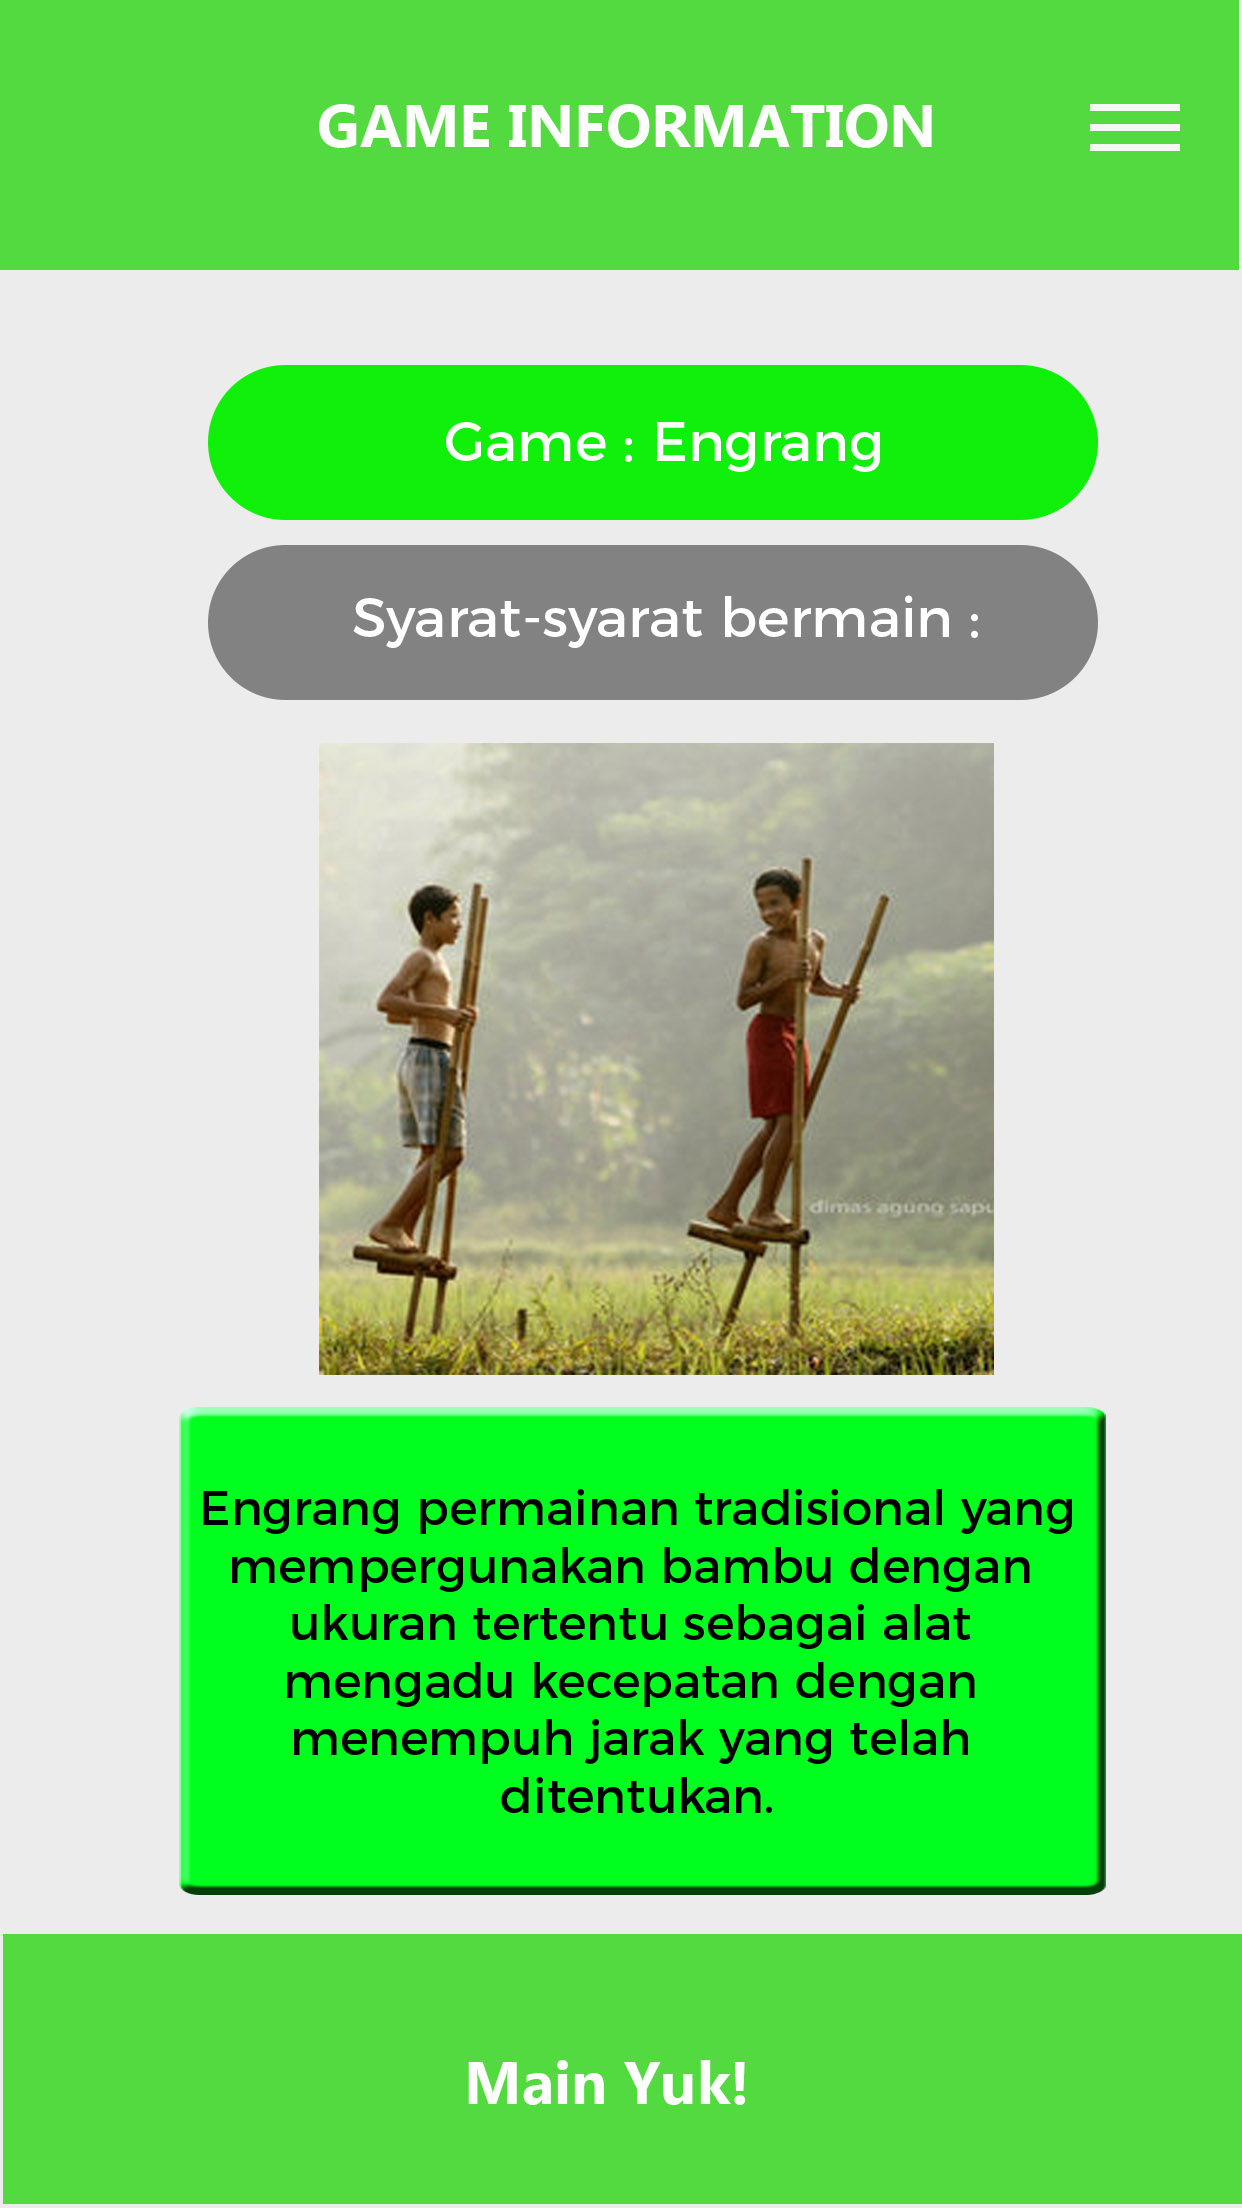 GAME INFORMATION
Game : Engrang
Syarat-syarat bermain :
dimas agung sapu
Engrang permainan tradisional yang
mempergunakan bambu dengan
ukuran tertentu sebagai alat
mengadu kecepatan dengan
menempuh jarak yang telah
ditentukan.
Main Yuk!